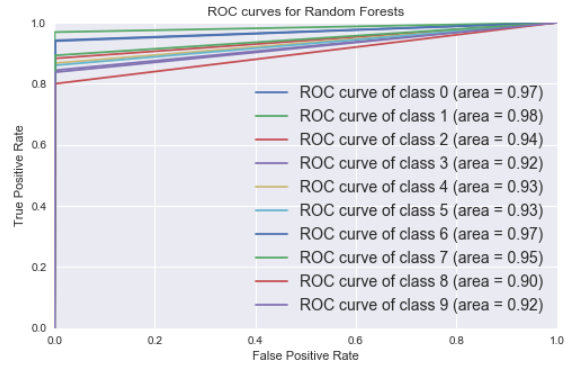 ROC curves for Random Forests
1.0
0.8
0.6
0.4
0.2
0.0
True Positive Rate
ROC curve of class 0 (area = 0.97)
ROC curve of class 1 (area = 0.98)
ROC curve of class 2 (area = 0.94)
ROC curve of class 3 (area = 0.92)
ROC curve of class 4 (area = 0.93)
ROC curve of class 5 (area = 0.93)
ROC curve of class 6 (area = 0.97)
ROC curve of class 7 (area = 0.95)
ROC curve of class 8 (area = 0.90)
ROC curve of class 9 (area = 0.92)
0.0 0.2 0.4 0.6 0.8 1.0
False Positive Rate